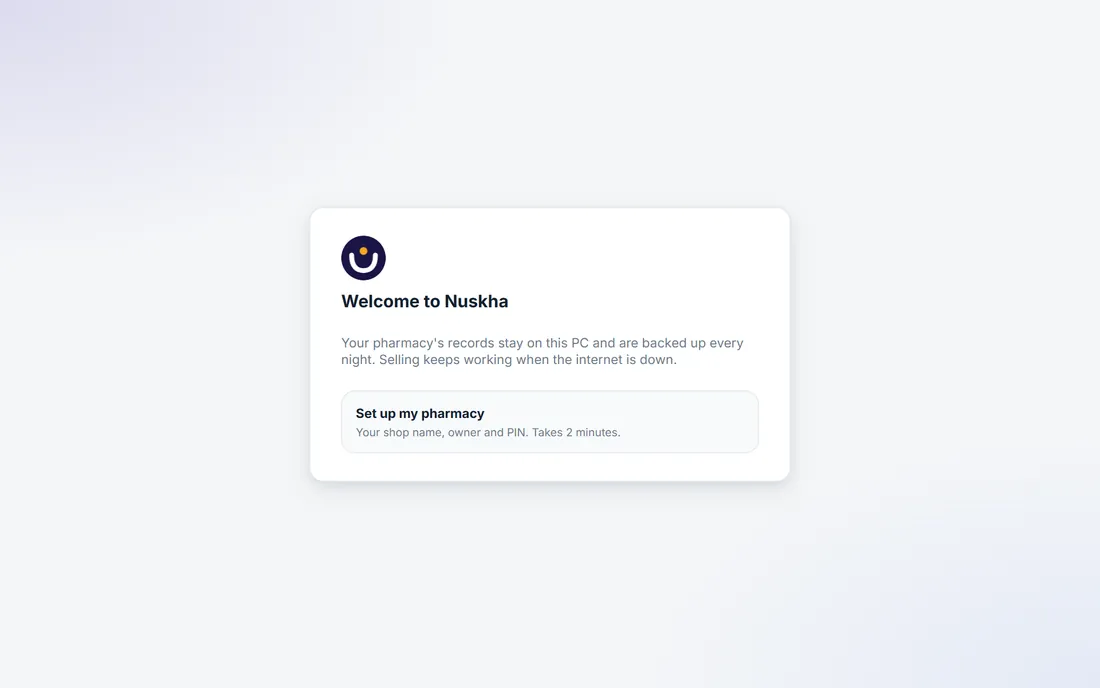 Welcome to Nuskha
Your pharmacy's records stay on this PC and are backed up every
night. Selling keeps working when the internet is down.
Set up my pharmacy
Your shop name, owner and PIN. Takes 2 minutes.